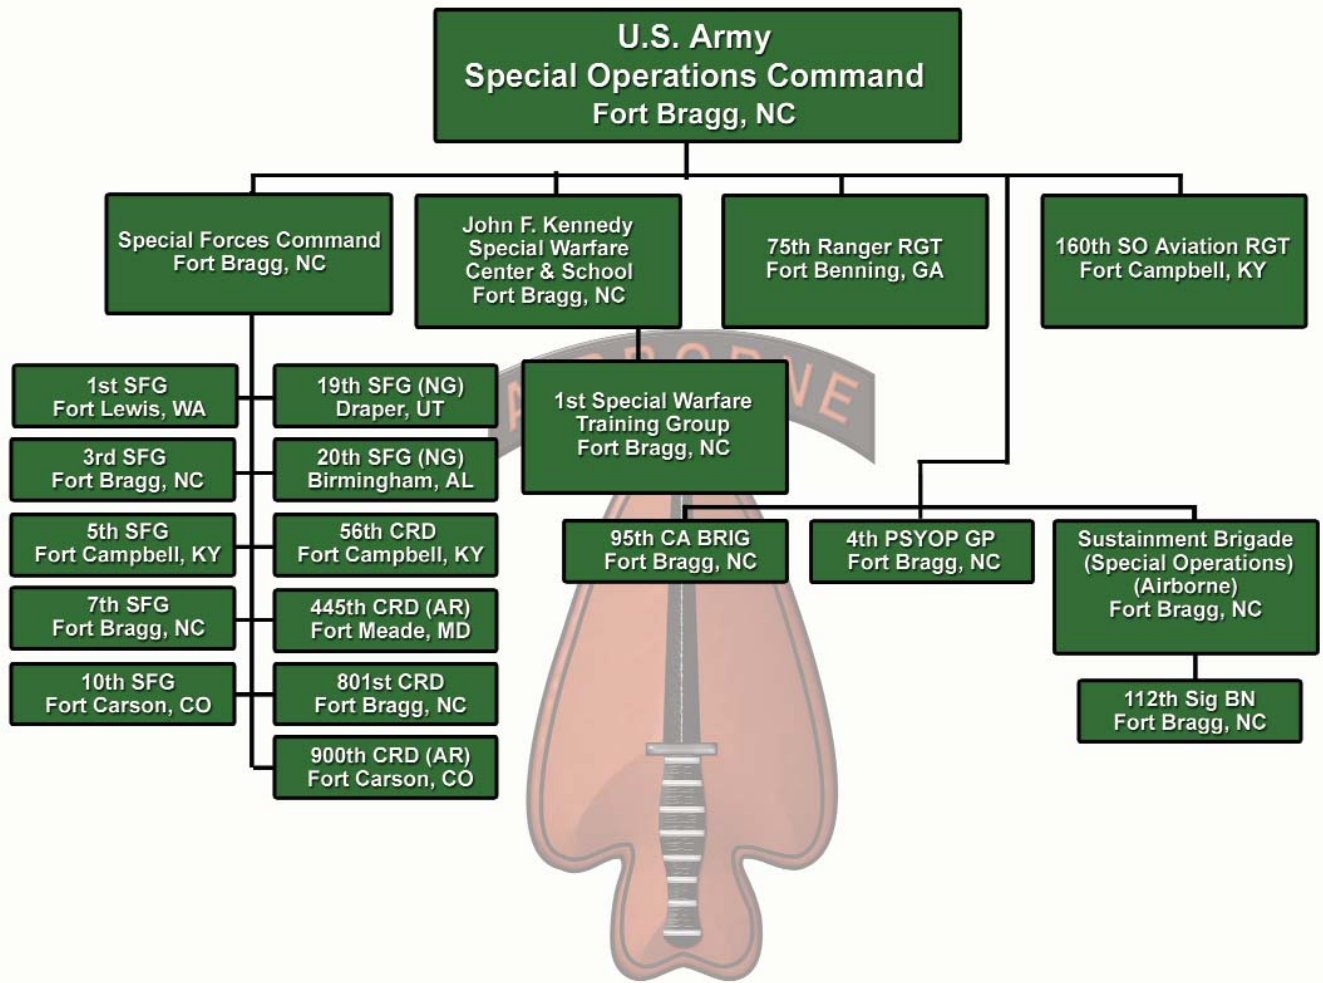 U.S. Army
Special Operations Command
Fort Bragg, NC
Special Forces Command
Fort Bragg, NC
John F. Kennedy
Special Warfare
Center & School
Fort Bragg, NC
75th Ranger RGT
Fort Benning, GA
160th SO Aviation RGT
Fort Campbell, KY
1st SFG
Fort Lewis, WA
19th SFG (NG)
Draper, UT
3rd SFG
Fort Bragg, NC
20th SFG (NG)
Birmingham, AL
5th SFG
Fort Campbell, KY
56th CRD
Fort Campbell, KY
7th SFG
Fort Bragg, NC
445th CRD (AR)
Fort Meade, MD
10th SFG
Fort Carson, CO
801st CRD
Fort Bragg, NC
900th CRD (AR)
Fort Carson, CO
AIRBORNE
1st Special Warfare
Training Group
Fort Bragg, NC
95th CA BRIG
Fort Bragg, NC
4th PSYOP GP
Fort Bragg, NC
Sustainment Brigade
(Special Operations)
(Airborne)
Fort Bragg, NC
112th Sig BN
Fort Bragg, NC